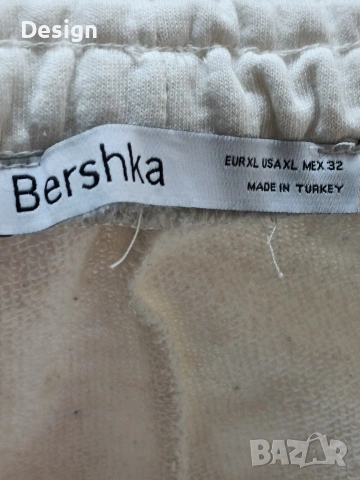 Design
Bershka
EUR XL USA XL MEX 32
MADE IN TURKEY
BAZAR